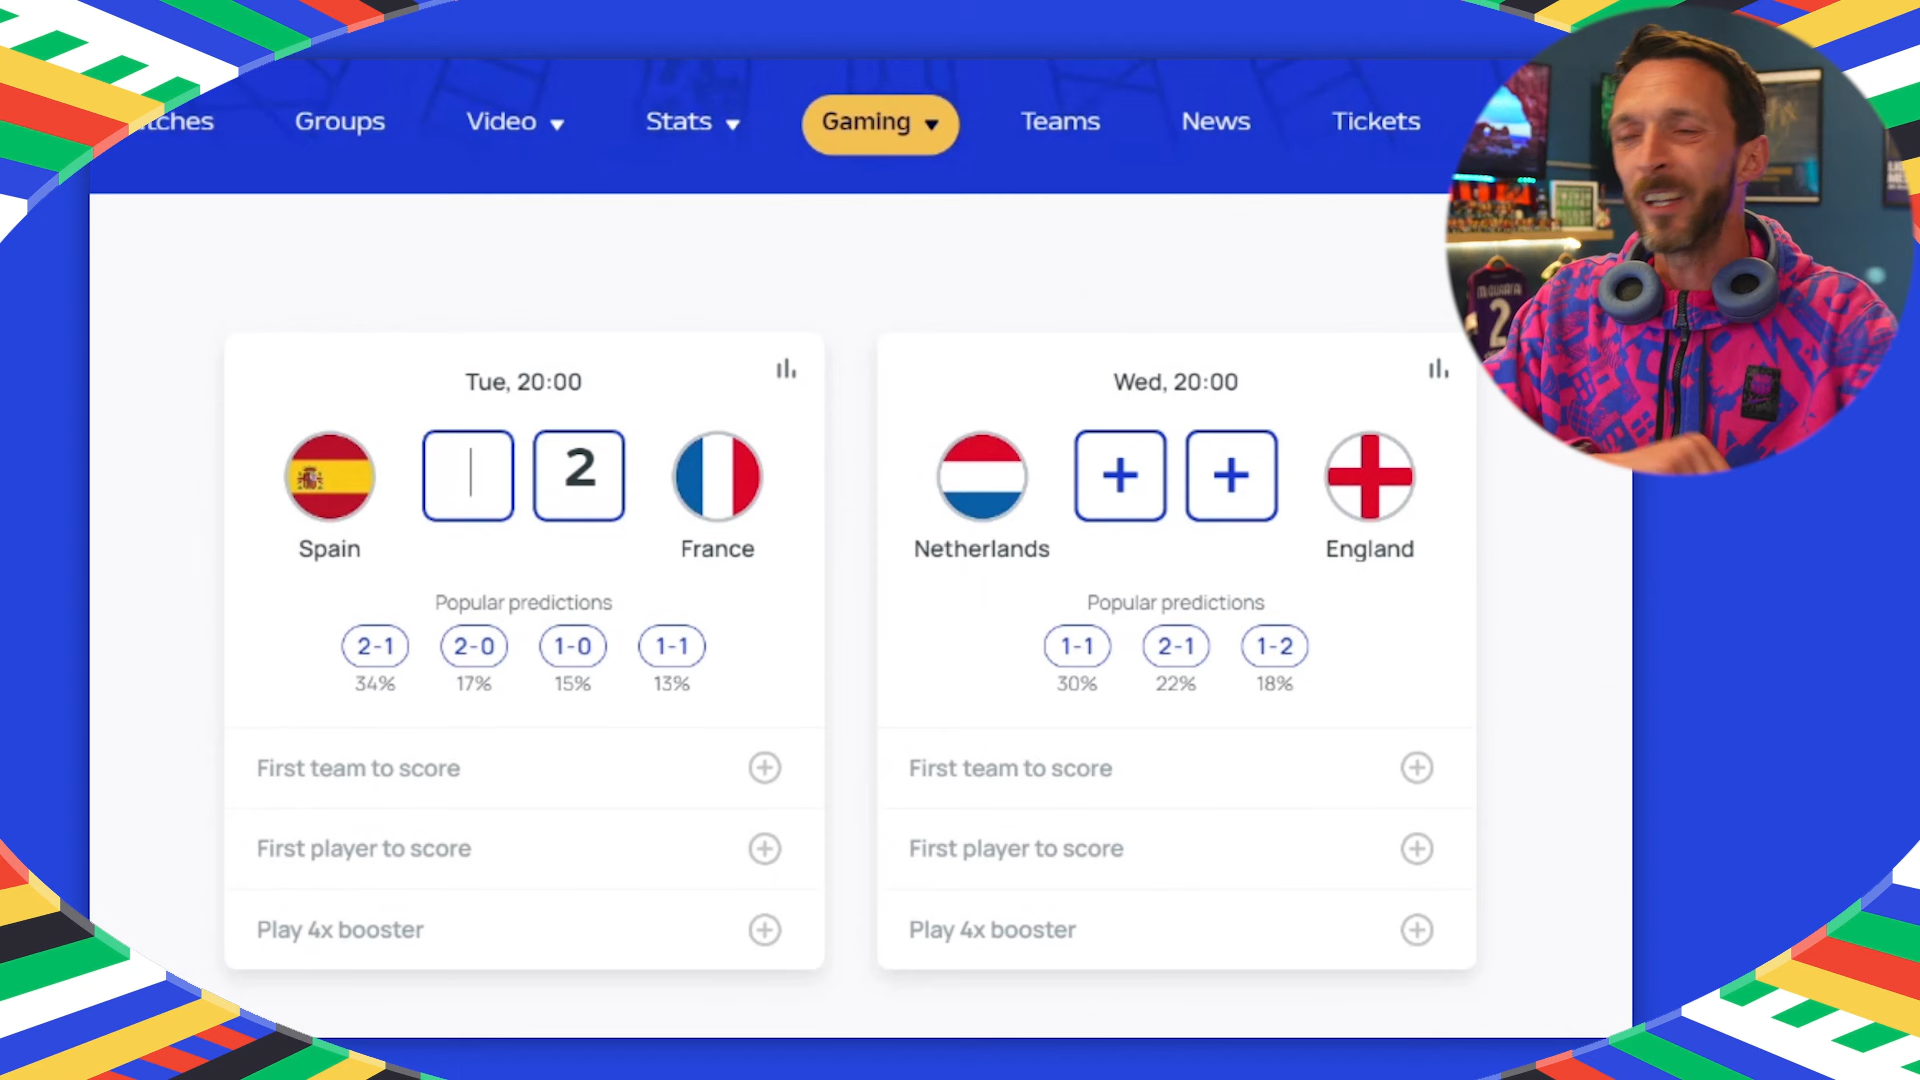 tches Groups Video Stats Gaming Teams News Tickets
Tue, 20:00
2
Spain France
Popular predictions
2-1 2-0 1-0 1-1
34% 17% 15% 13%
First team to score
First player to score
Play 4x booster
Wed, 20:00
+ +
Netherlands England
Popular predictions
1-1 2-1 1-2
30% 22% 18%
First team to score
First player to score
Play 4x booster
2